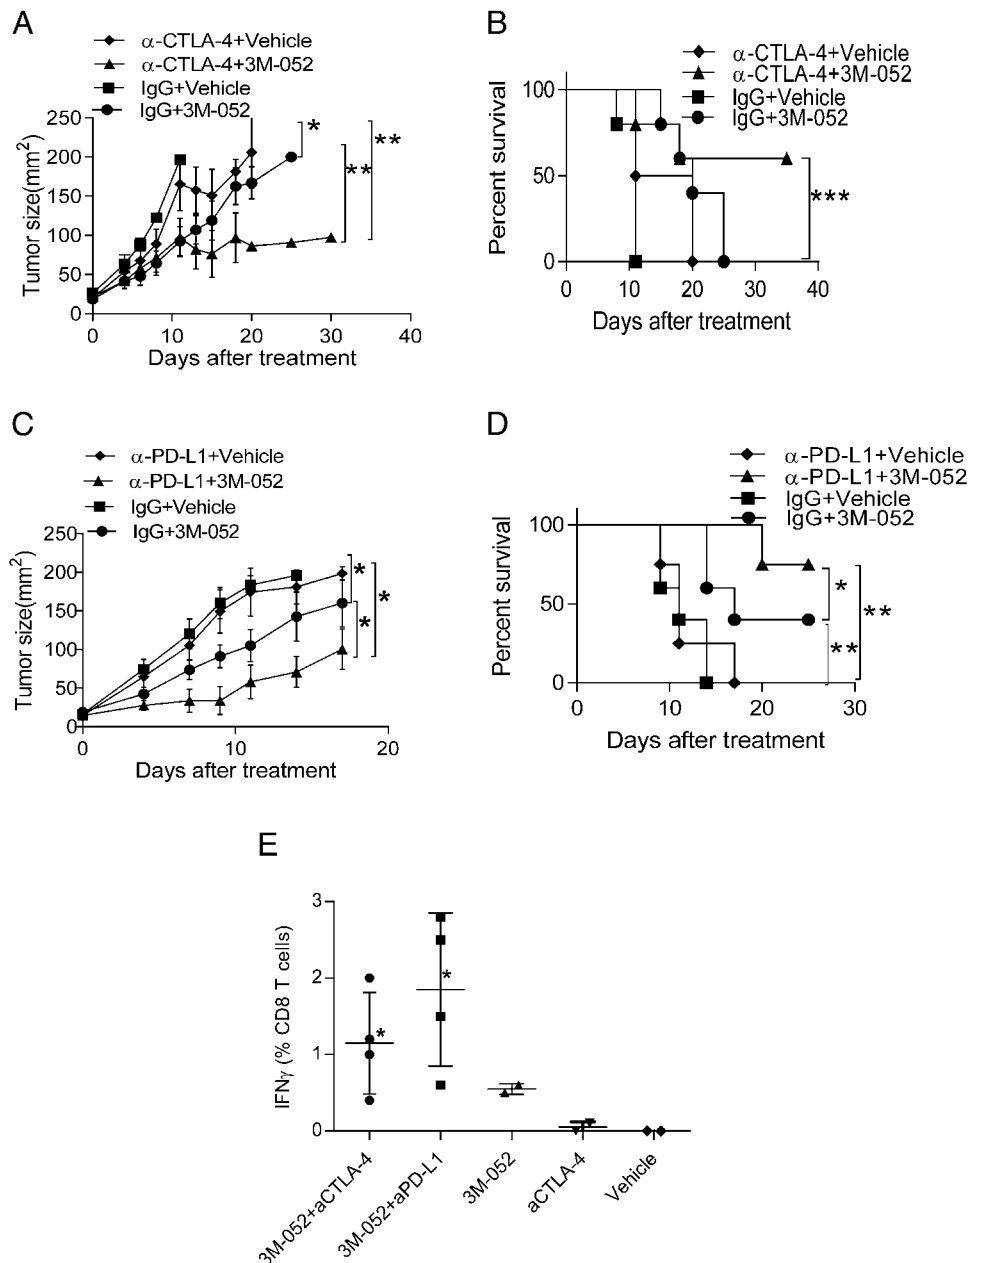 A
α-CTLA-4+Vehicle
α-CTLA-4+3M-052
IgG+Vehicle
IgG+3M-052
250
200
150
100
50
0
0 10 20 30 40
Tumor size(mm²)
Days after treatment
*
**
**
B
α-CTLA-4+Vehicle
α-CTLA-4+3M-052
IgG+Vehicle
IgG+3M-052
100
50
0
0 10 20 30 40
Percent survival
Days after treatment
***
C
α-PD-L1+Vehicle
α-PD-L1+3M-052
IgG+Vehicle
IgG+3M-052
250
200
150
100
50
0
0 10 20
Tumor size(mm²)
Days after treatment
*
*
*
D
α-PD-L1+Vehicle
α-PD-L1+3M-052
IgG+Vehicle
IgG+3M-052
100
50
0
0 10 20 30
Percent survival
Days after treatment
*
**
**
E
3
2
1
0
IFNγ (% CD8 T cells)
*
*
3M-052+aCTLA-4
3M-052+aPD-L1
3M-052
aCTLA-4
Vehicle